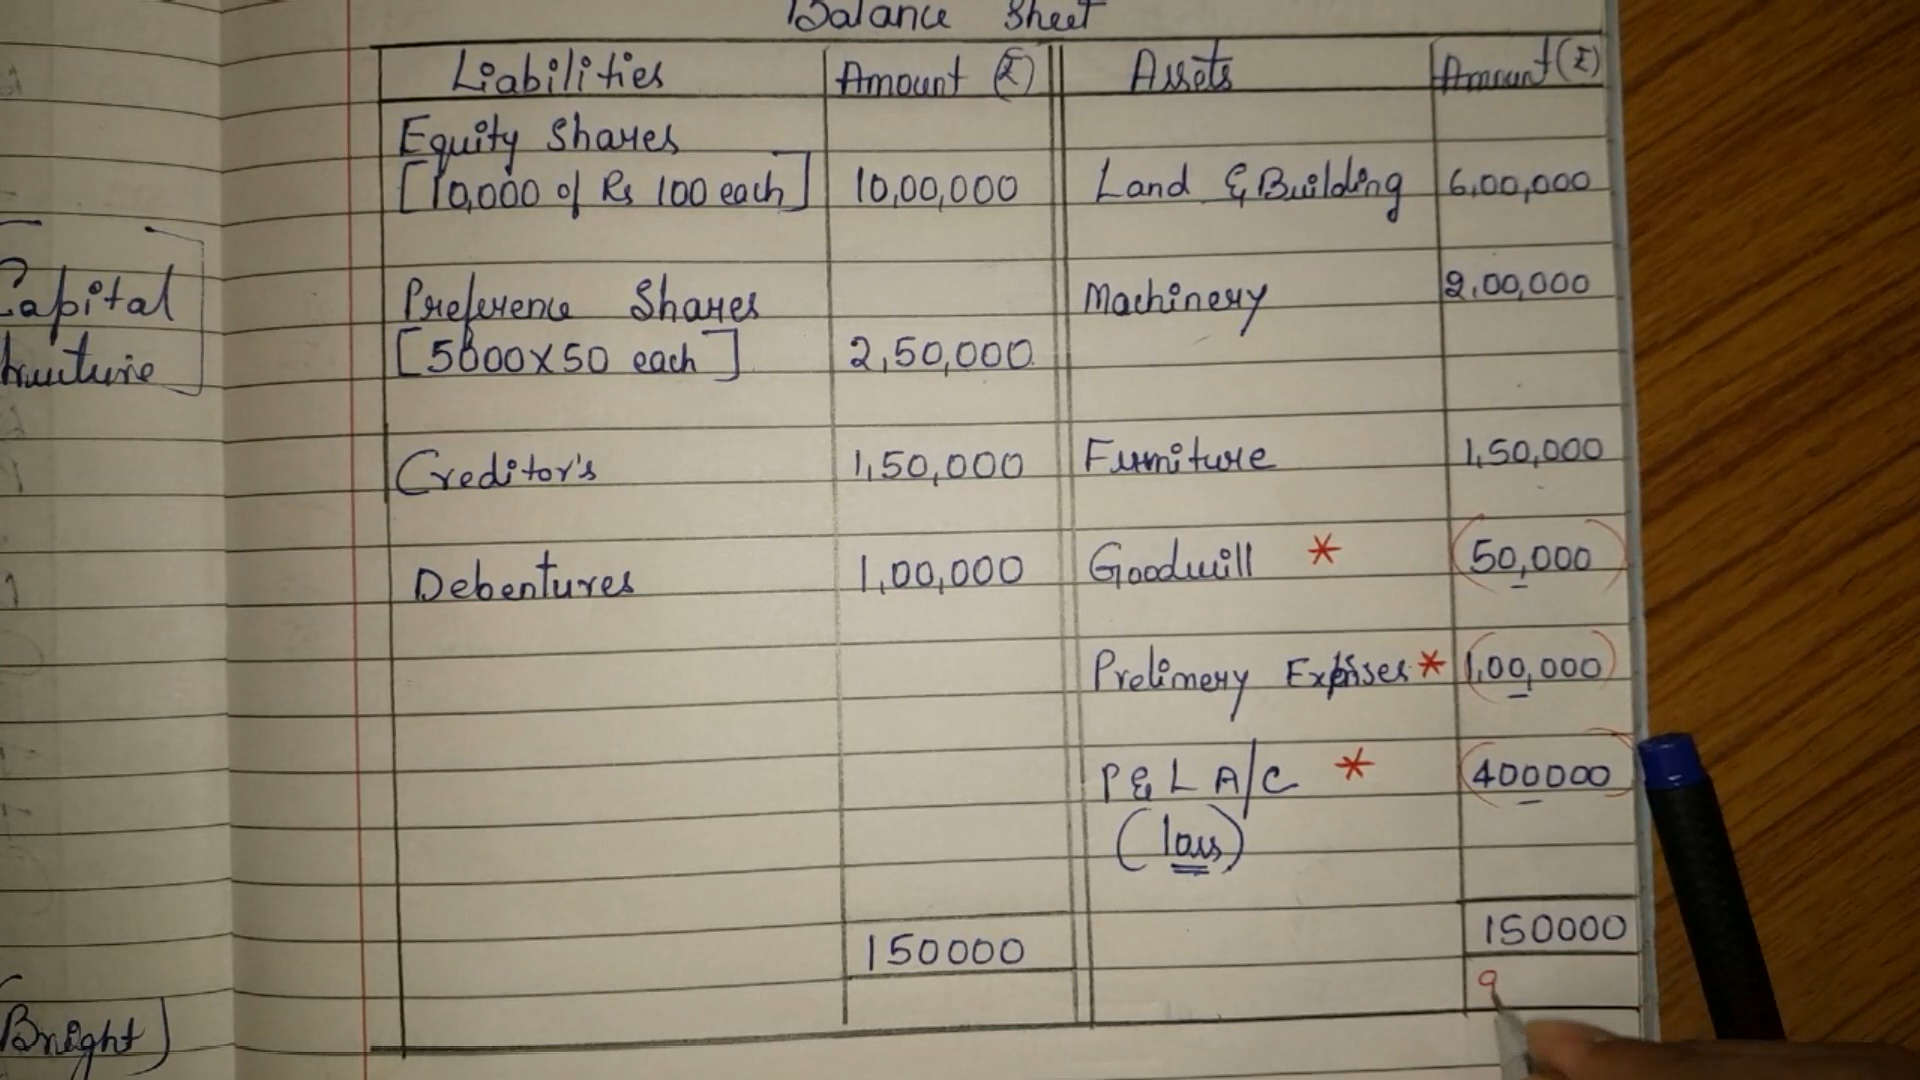 Balance Sheet
Liabilities Amount (₹) Assets Amount (₹)
Equity Shares
[10,000 of Rs 100 each] 10,00,000 Land & Building 6,00,000
Capital
Preference Shares Machinery 2,00,000
[5000X50 each] 2,50,000
Creditor's 1,50,000 Furniture 1,50,000
Debentures 1,00,000 Goodwill * 50,000
Prelimery Expenses * 1,00,000
P & L A/C * 400000
(loss)
150000 150000
9
Bright)